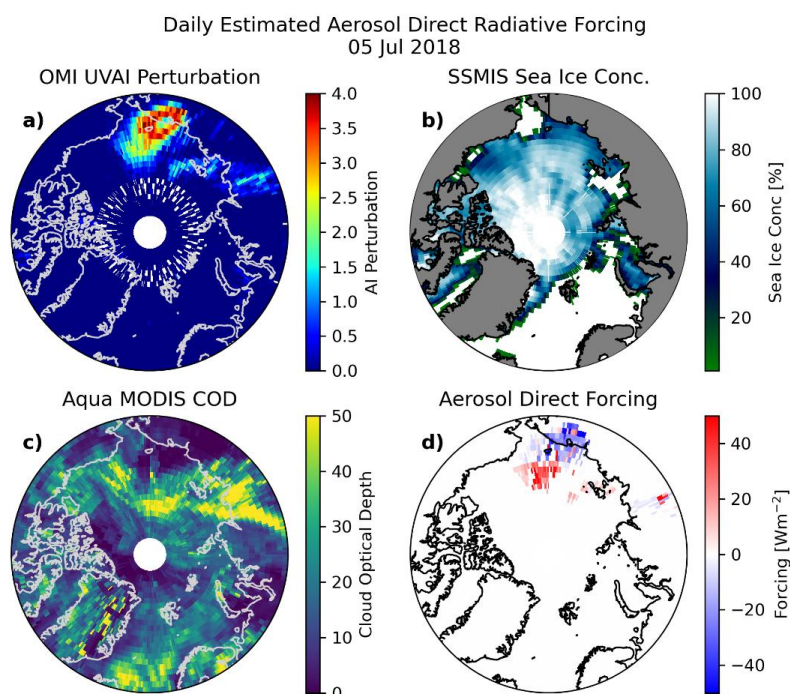 Daily Estimated Aerosol Direct Radiative Forcing
05 Jul 2018
OMI UVAI Perturbation
SSMIS Sea Ice Conc.
a)
4.0
3.5
3.0
2.5
2.0
1.5
1.0
0.5
0.0
AI Perturbation
b)
100
80
60
40
20
Sea Ice Conc [%]
Aqua MODIS COD
Aerosol Direct Forcing
c)
50
40
30
20
10
0
Cloud Optical Depth
d)
40
20
0
−20
−40
Forcing [Wm⁻²]